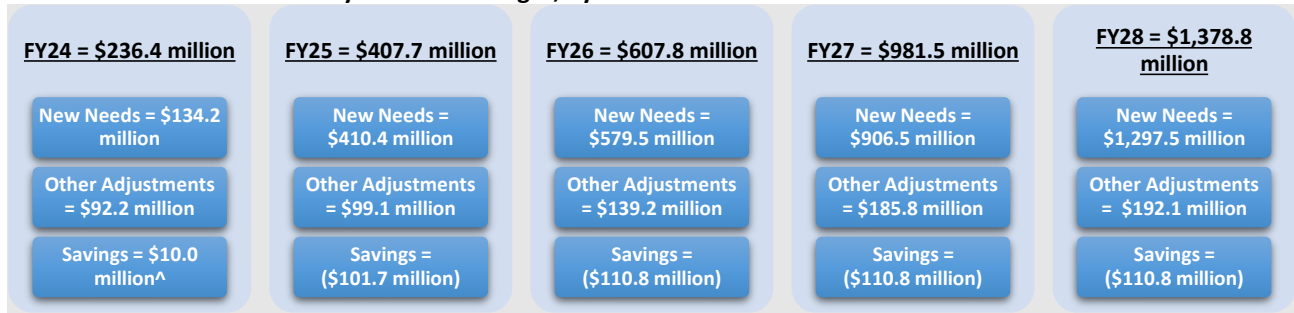 FY24 = $236.4 million
New Needs = $134.2
million
Other Adjustments
= $92.2 million
Savings = $10.0
million^
FY25 = $407.7 million
New Needs =
$410.4 million
Other Adjustments
= $99.1 million
Savings =
($101.7 million)
FY26 = $607.8 million
New Needs =
$579.5 million
Other Adjustments
= $139.2 million
Savings =
($110.8 million)
FY27 = $981.5 million
New Needs =
$906.5 million
Other Adjustments
= $185.8 million
Savings =
($110.8 million)
FY28 = $1,378.8
million
New Needs =
$1,297.5 million
Other Adjustments
= $192.1 million
Savings =
($110.8 million)